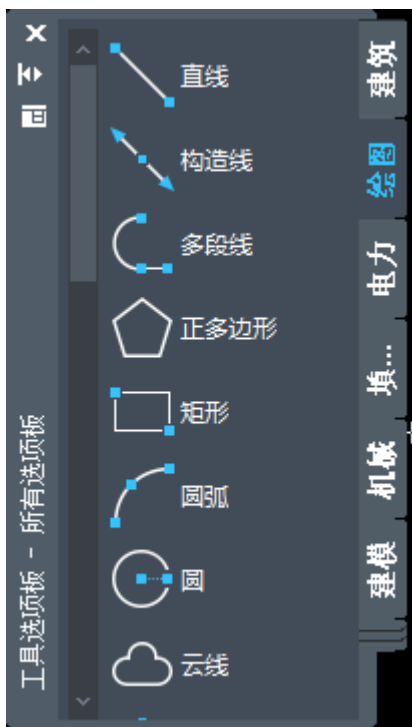 工具选项板 - 所有选项板
直线
构造线
多段线
正多边形
矩形
圆弧
圆
云线
建筑
绘图
电力
填...
机械
建模